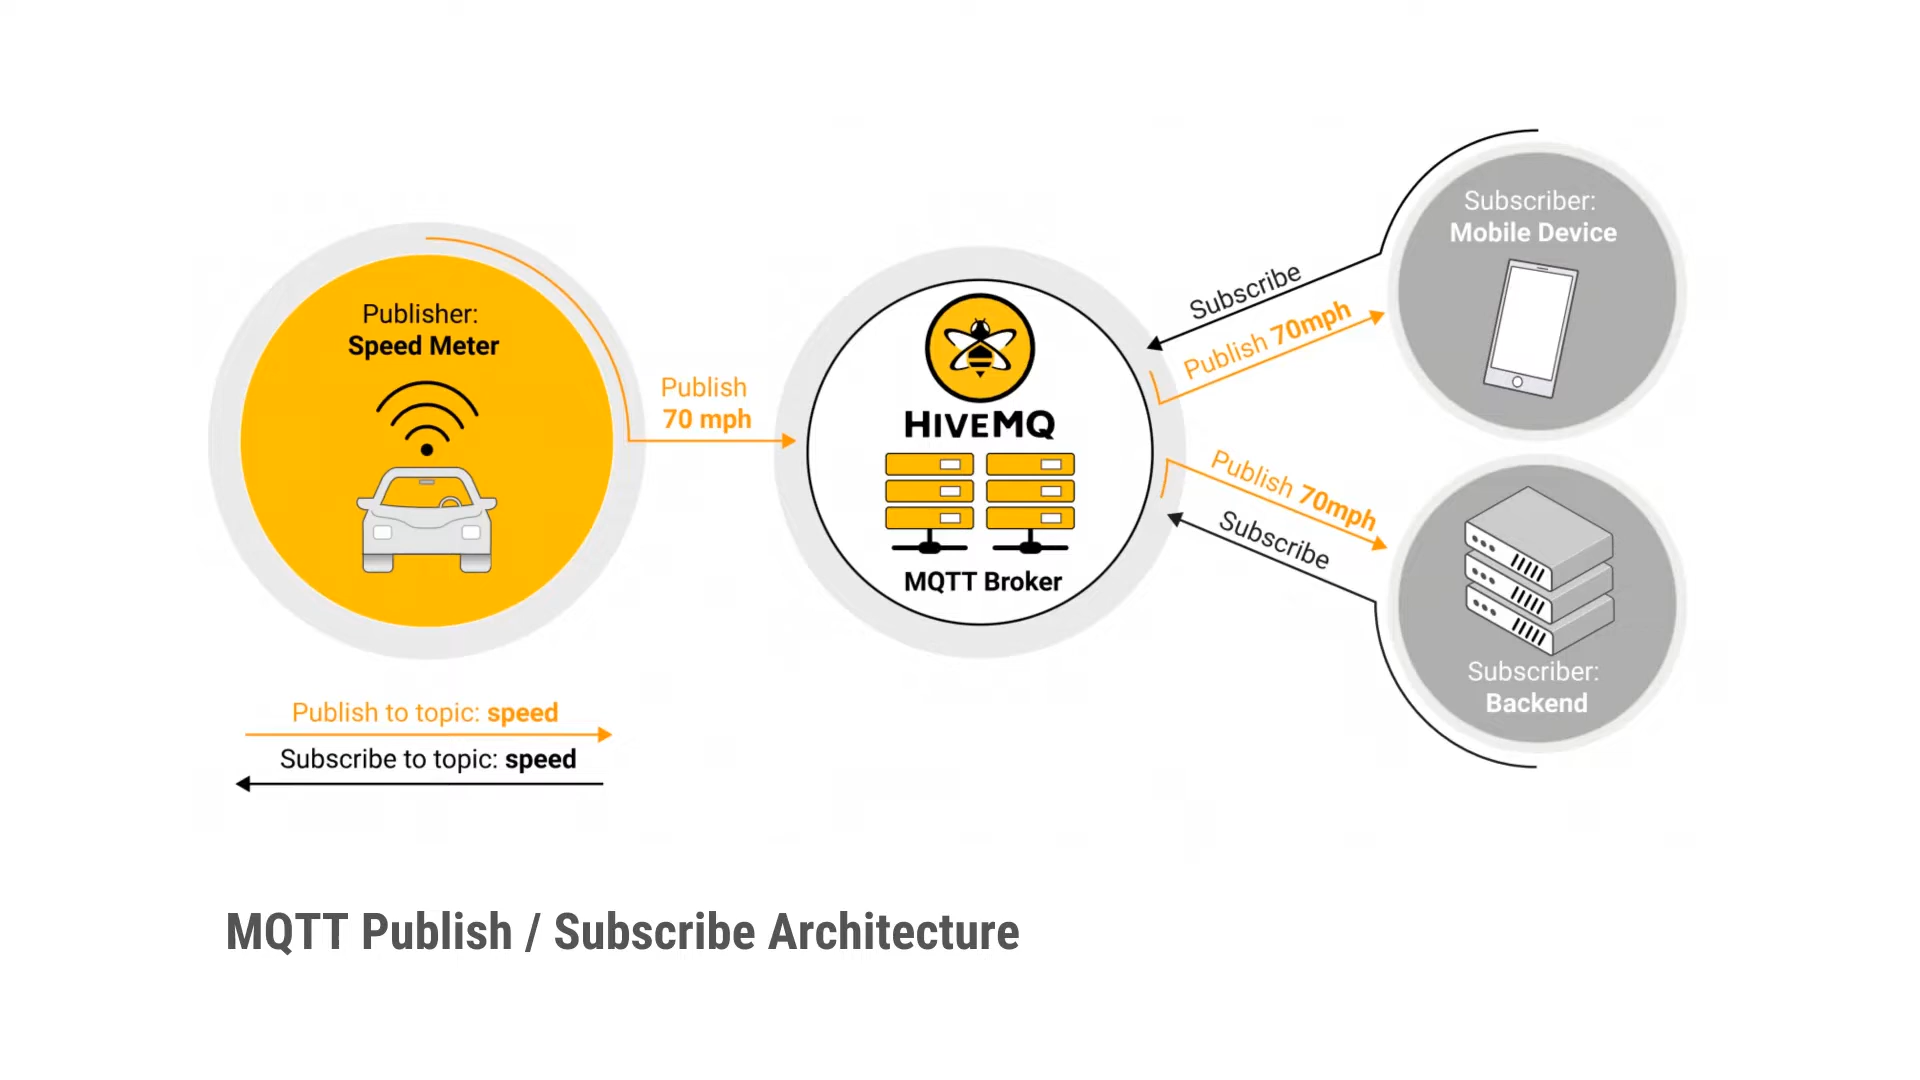 Publisher:
Speed Meter
Publish
70 mph
HIVEMQ
MQTT Broker
Subscribe
Publish 70mph
Subscriber:
Mobile Device
Publish 70mph
Subscribe
Subscriber:
Backend
Publish to topic: speed
Subscribe to topic: speed
MQTT Publish / Subscribe Architecture